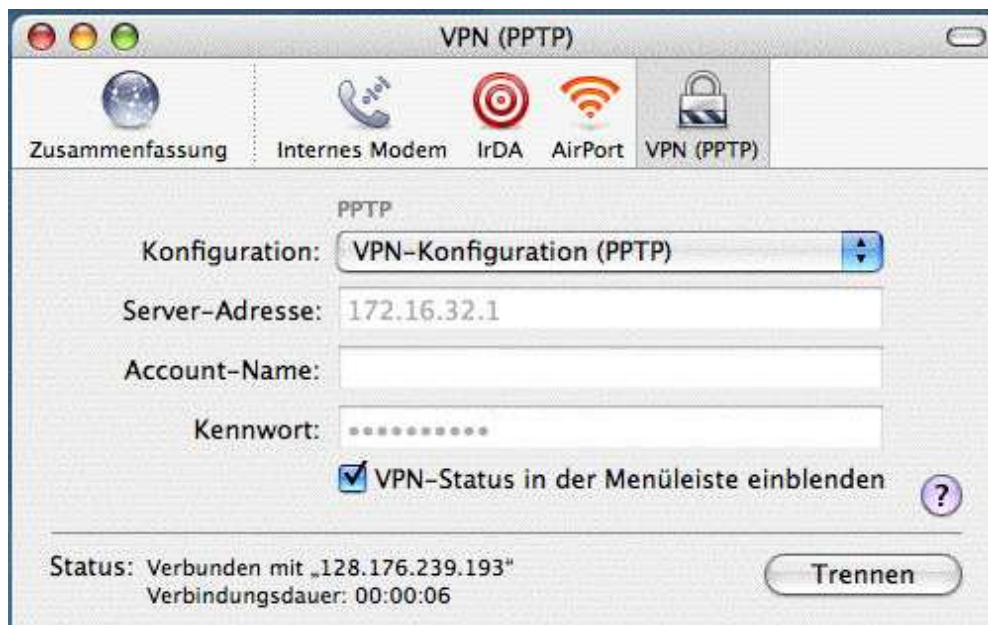 VPN (PPTP)
Zusammenfassung
Internes Modem
IrDA
AirPort
VPN (PPTP)
PPTP
Konfiguration: VPN-Konfiguration (PPTP)
Server-Adresse: 172.16.32.1
Account-Name:
Kennwort: ••••••••••
VPN-Status in der Menüleiste einblenden
?
Status: Verbunden mit „128.176.239.193“
Verbindungsdauer: 00:00:06
Trennen